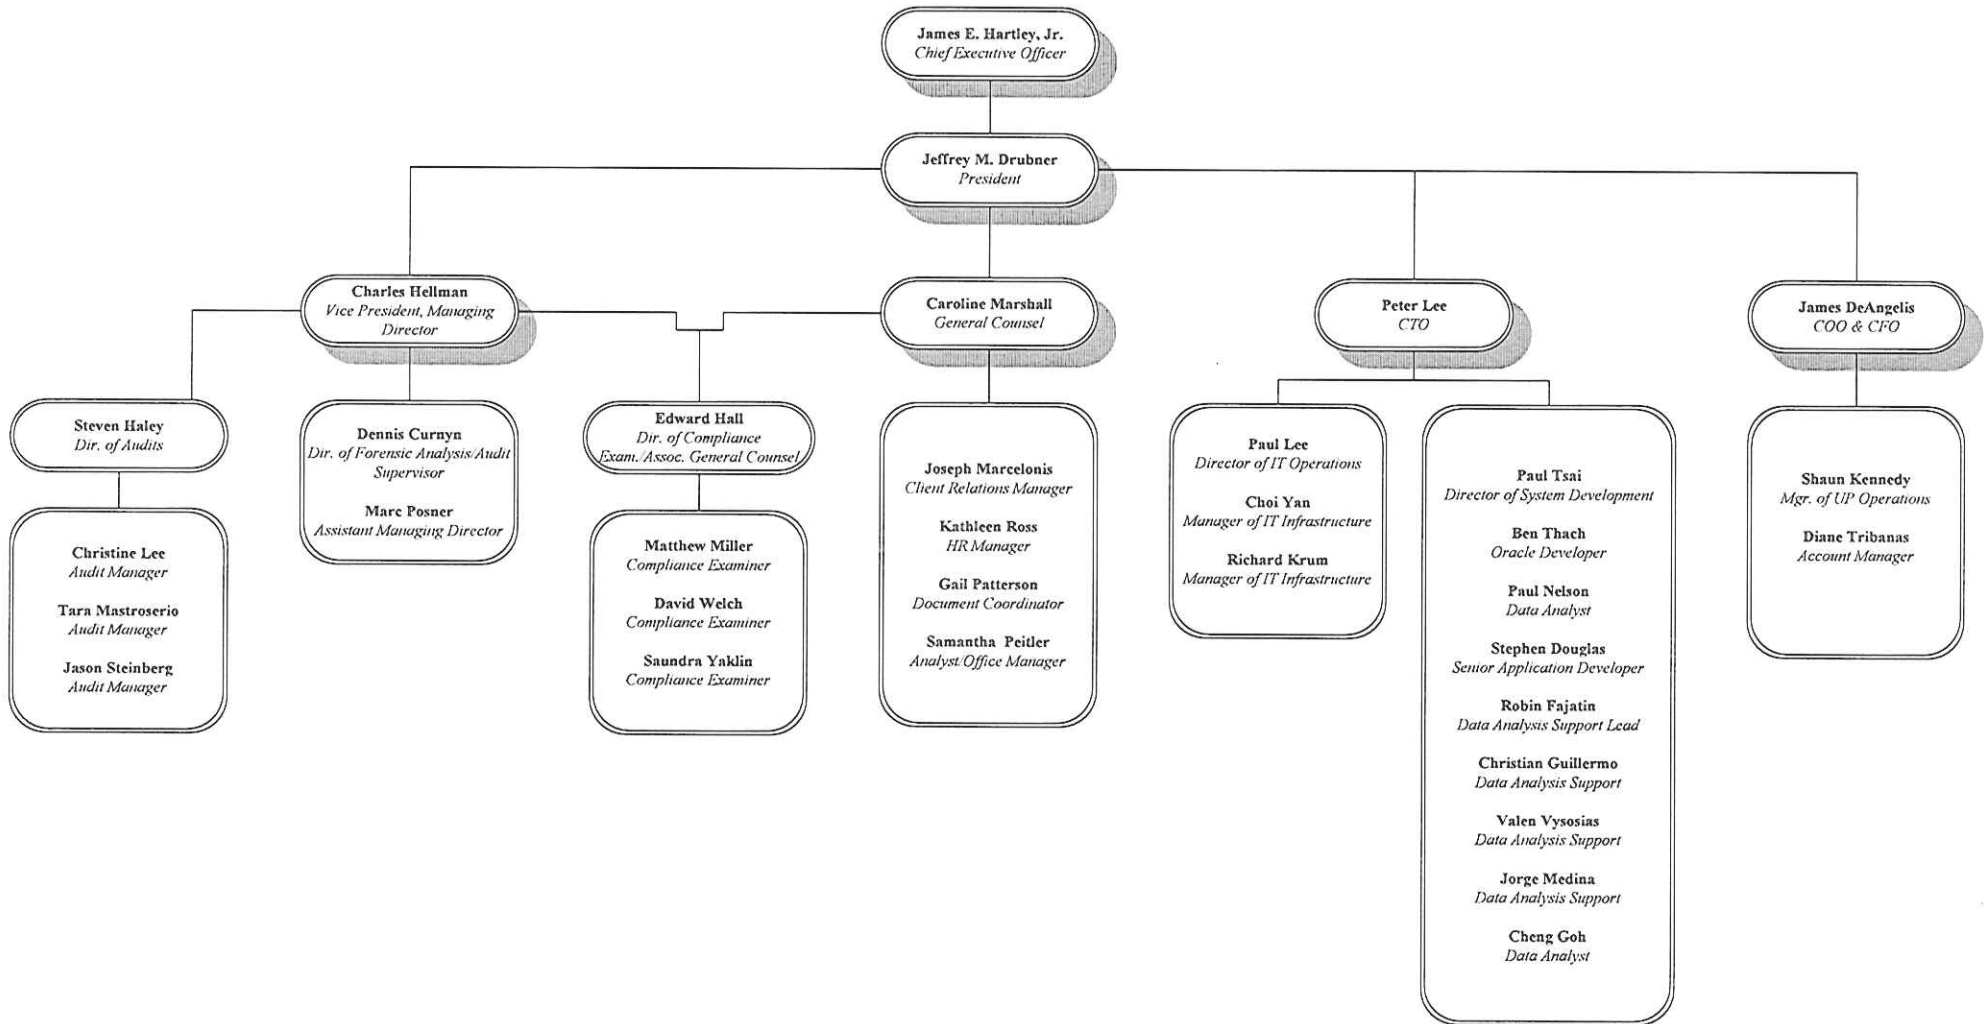 James E. Hartley, Jr.
Chief Executive Officer
Jeffrey M. Drubner
President
Charles Hellman
Vice President, Managing
Director
Caroline Marshall
General Counsel
Peter Lee
CTO
James DeAngelis
COO & CFO
Steven Haley
Dir. of Audits
Christine Lee
Audit Manager
Tara Mastroserio
Audit Manager
Jason Steinberg
Audit Manager
Dennis Curnyn
Dir. of Forensic Analysis/Audit
Supervisor
Marc Posner
Assistant Managing Director
Edward Hall
Dir. of Compliance
Exam./Assoc. General Counsel
Matthew Miller
Compliance Examiner
David Welch
Compliance Examiner
Saundra Yaklin
Compliance Examiner
Joseph Marcelonis
Client Relations Manager
Kathleen Ross
HR Manager
Gail Patterson
Document Coordinator
Samantha Peitler
Analyst/Office Manager
Paul Lee
Director of IT Operations
Choi Yan
Manager of IT Infrastructure
Richard Krum
Manager of IT Infrastructure
Paul Tsai
Director of System Development
Ben Thach
Oracle Developer
Paul Nelson
Data Analyst
Stephen Douglas
Senior Application Developer
Robin Fajatin
Data Analysis Support Lead
Christian Guillermo
Data Analysis Support
Valen Vysosias
Data Analysis Support
Jorge Medina
Data Analysis Support
Cheng Goh
Data Analyst
Shaun Kennedy
Mgr. of UP Operations
Diane Tribanas
Account Manager